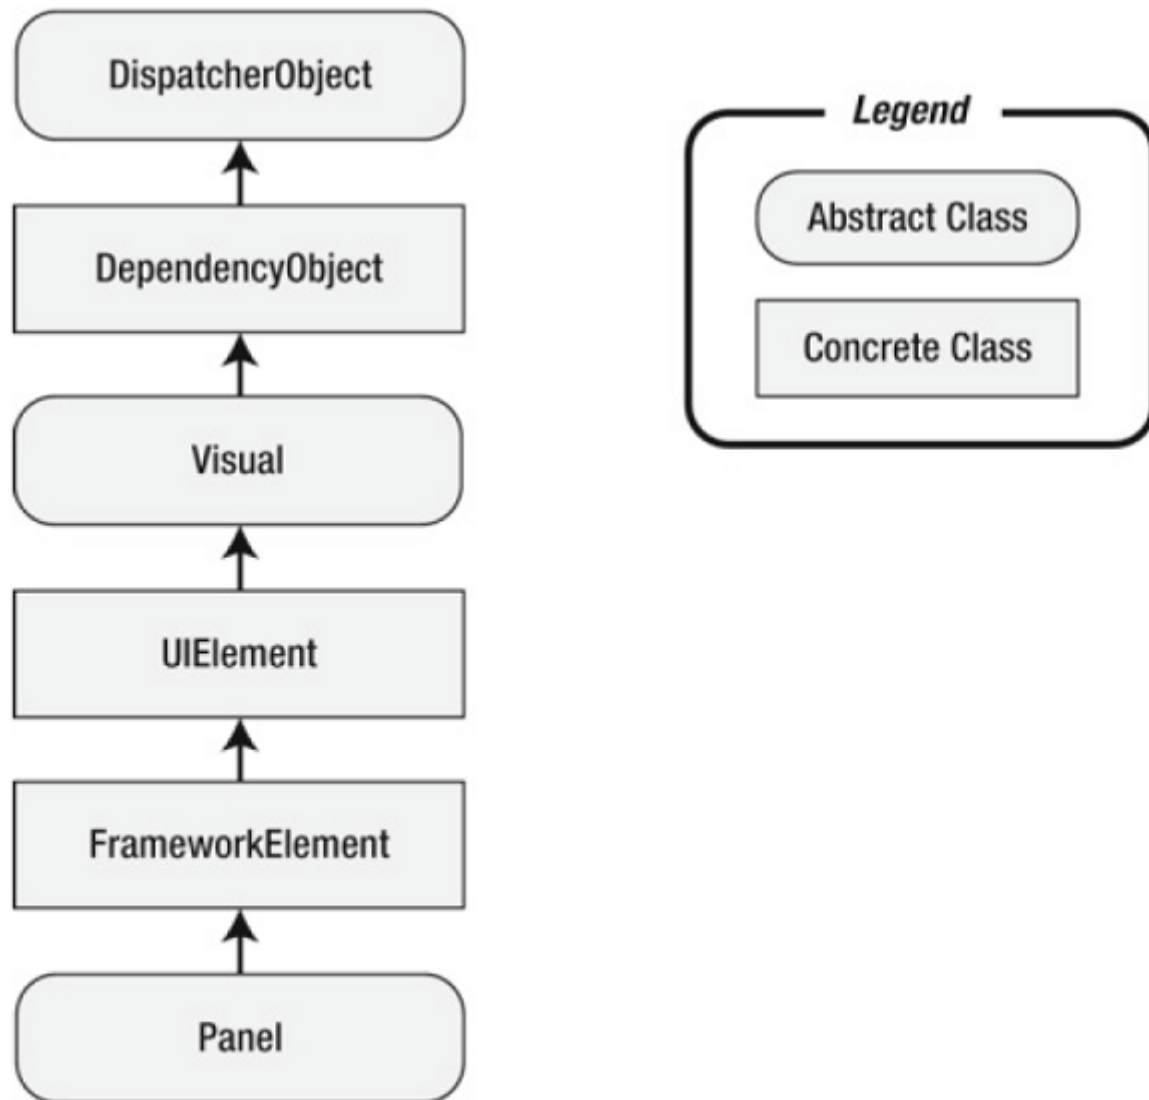 DispatcherObject
DependencyObject
Visual
UIElement
FrameworkElement
Panel
Legend
Abstract Class
Concrete Class